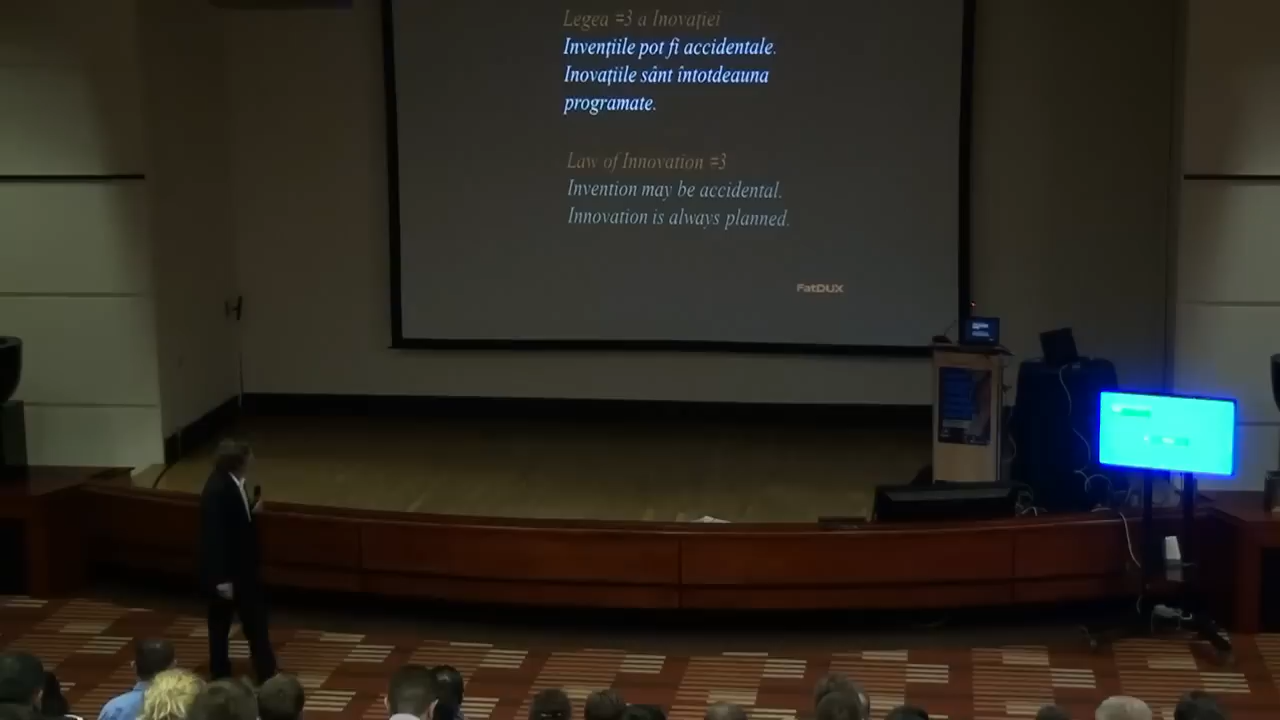 Legea =3 a Inovației
Invențiile pot fi accidentale.
Inovațiile sânt întotdeauna
programate.
Law of Innovation =3
Invention may be accidental.
Innovation is always planned.
FatDUX